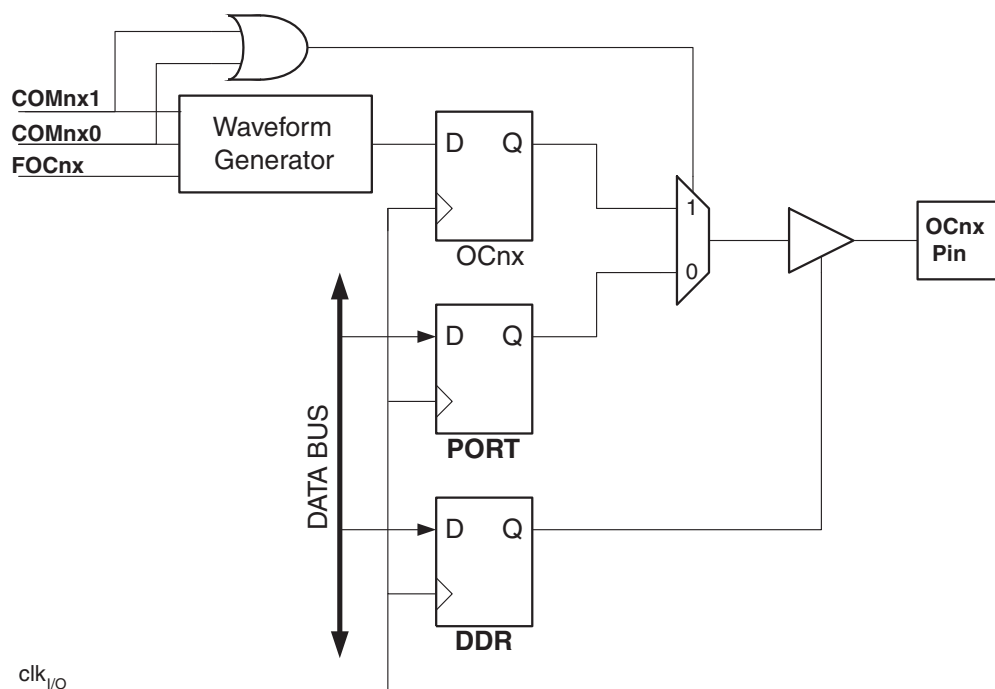 COMnx1
COMnx0
FOCnx
Waveform
Generator
D Q
OCnx
1
0
OCnx
Pin
D Q
PORT
DATA BUS
D Q
DDR
clkI/O